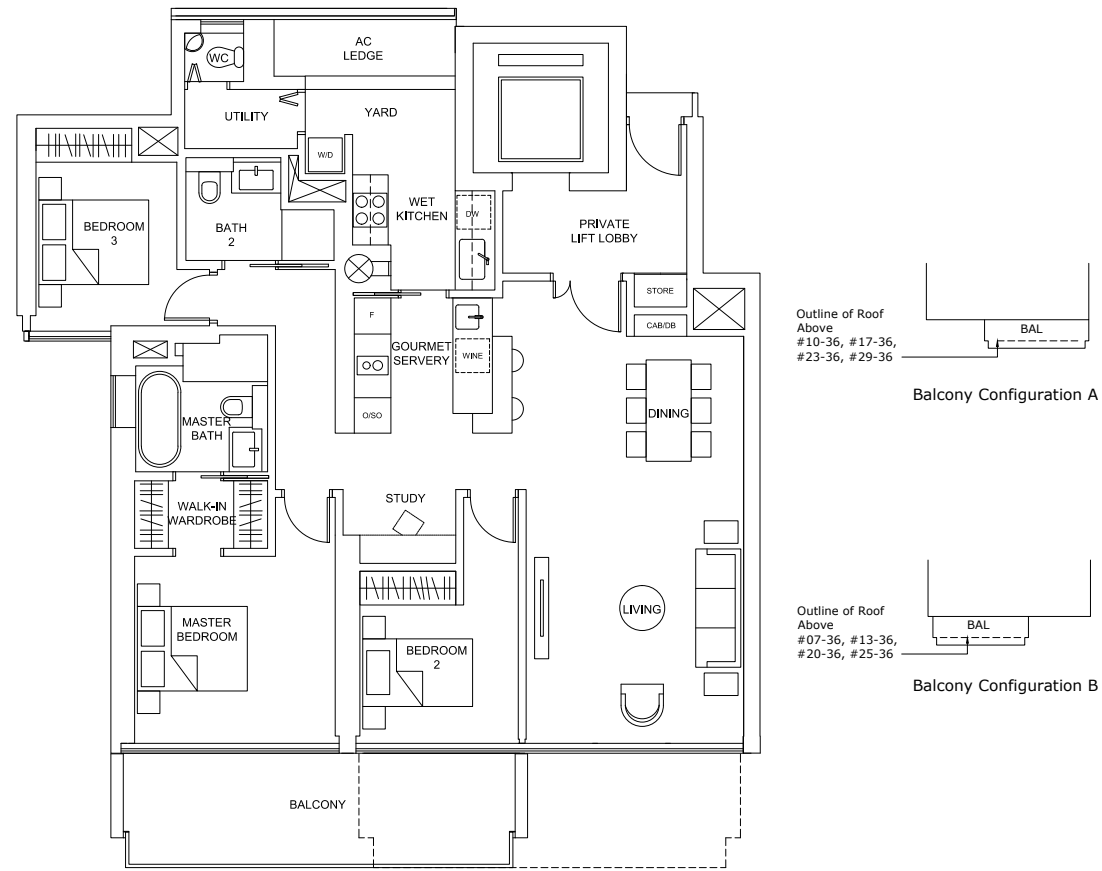 AC
LEDGE
WC
UTILITY
YARD
W/D
BEDROOM
3
BATH
2
WET
KITCHEN
DW
PRIVATE
LIFT LOBBY
STORE
CAB/DB
F
GOURMET
SERVERY
WINE
O/SO
DINING
MASTER
BATH
WALK-IN
WARDROBE
STUDY
MASTER
BEDROOM
BEDROOM
2
LIVING
BALCONY
Outline of Roof
Above
#10-36, #17-36,
#23-36, #29-36
BAL
Balcony Configuration A
Outline of Roof
Above
#07-36, #13-36,
#20-36, #25-36
BAL
Balcony Configuration B